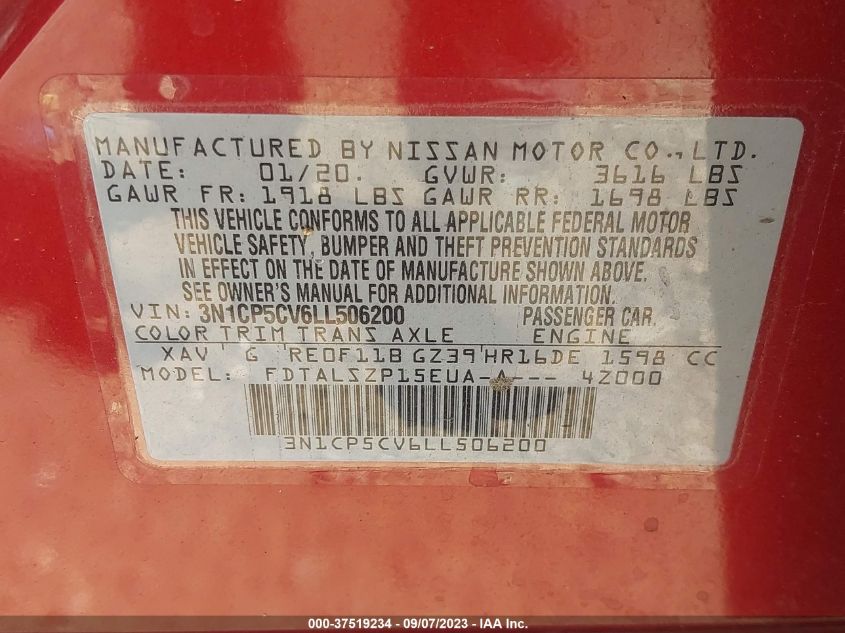 MANUFACTURED BY NISSAN MOTOR CO., LTD.
DATE: 01/20. GVWR: 3616 LBS
GAWR FR: 1918 LBS GAWR RR: 1698 LBS
THIS VEHICLE CONFORMS TO ALL APPLICABLE FEDERAL MOTOR
VEHICLE SAFETY, BUMPER AND THEFT PREVENTION STANDARDS
IN EFFECT ON THE DATE OF MANUFACTURE SHOWN ABOVE.
SEE OWNER'S MANUAL FOR ADDITIONAL INFORMATION.
VIN: 3N1CP5CV6LL506200 PASSENGER CAR.
COLOR TRIM TRANS AXLE ENGINE
XAV G RE0F11B GZ39 HR16DE 1598 CC
MODEL: FDTALSZP15EUA-A--- 4Z000
3N1CP5CV6LL506200
000-37519234 - 09/07/2023 - IAA, Inc.